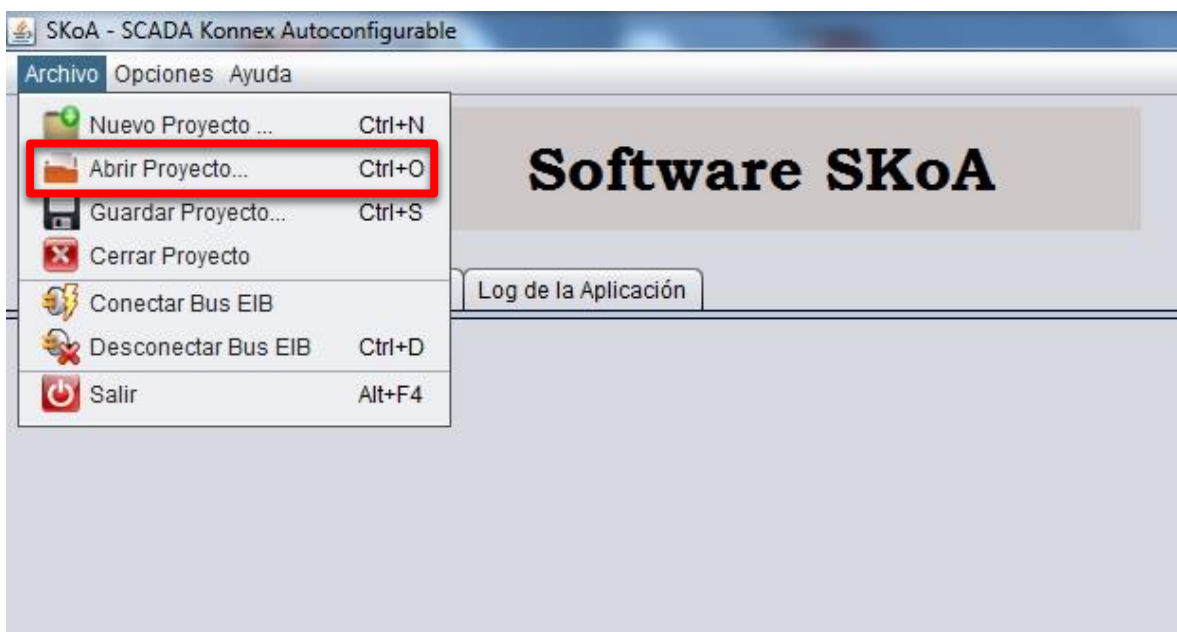 SKoA - SCADA Konnex Autoconfigurable
Archivo Opciones Ayuda
Nuevo Proyecto ... Ctrl+N
Abrir Proyecto... Ctrl+O
Guardar Proyecto... Ctrl+S
Cerrar Proyecto
Conectar Bus EIB
Desconectar Bus EIB Ctrl+D
Salir Alt+F4
Software SKoA
Log de la Aplicación